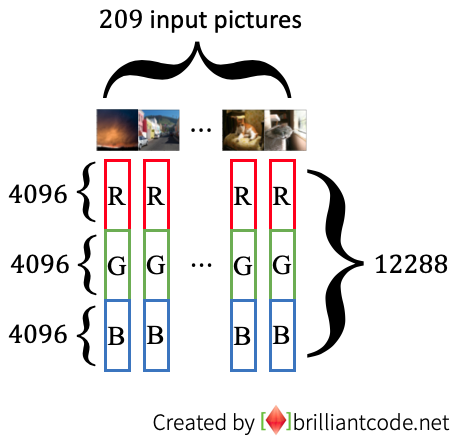 209 input pictures
...
4096 R R R R
4096 G G ... G G 12288
4096 B B B B
Created by [ ]brilliantcode.net